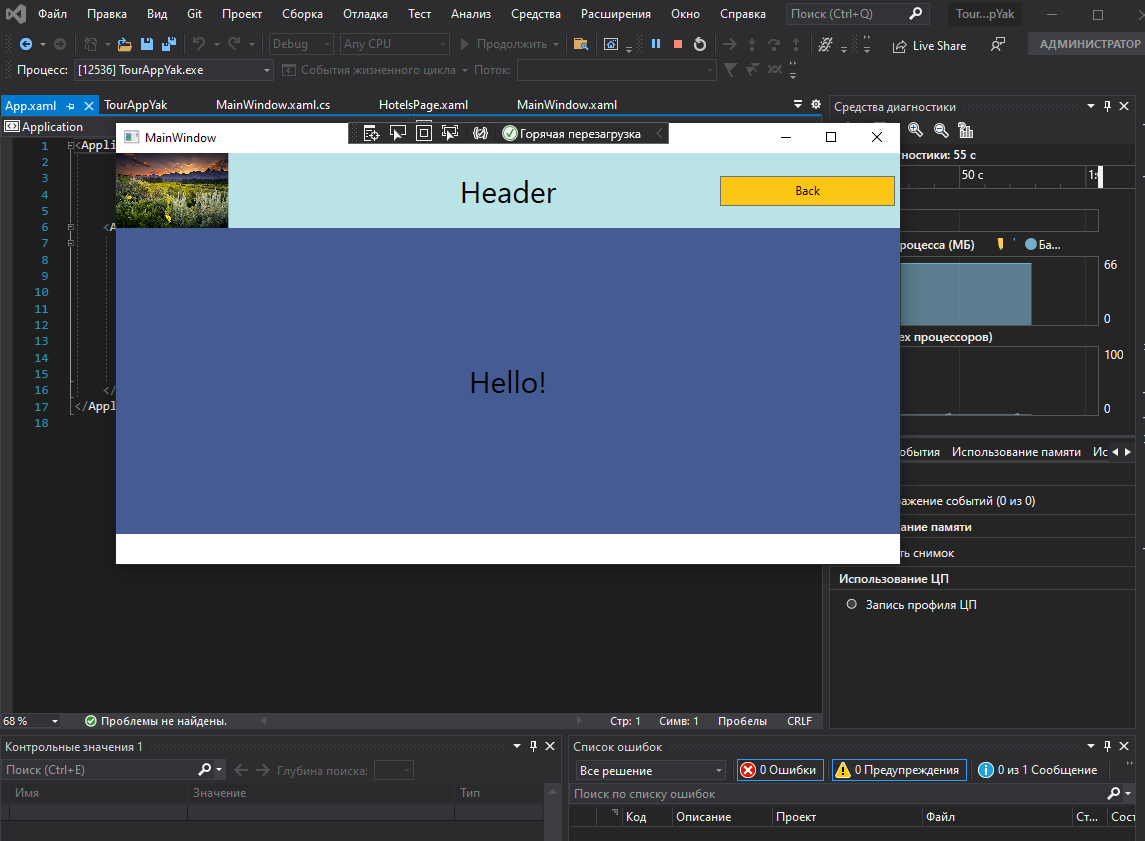 Файл Правка Вид Git Проект Сборка Отладка Тест Анализ Средства Расширения Окно Справка Поиск (Ctrl+Q) Tour...pYak
Debug Any CPU Продолжить Live Share АДМИНИСТРАТОР
Процесс: [12536] TourAppYak.exe События жизненного цикла Поток:
App.xaml TourAppYak MainWindow.xaml.cs HotelsPage.xaml MainWindow.xaml
Средства диагностики
Application
MainWindow
Горячая перезагрузка
ностики: 55 с
50 с
Header
Back
1 <Appli
2
3
4
5
6 <A
7
8
9
10
11
12
13
14
15
16 </
17 </Appl
18
роцесса (МБ) Ба...
66
0
ех процессоров)
100
0
Hello!
обытия Использование памяти Ис
ажение событий (0 из 0)
ание памяти
ть снимок
Использование ЦП
Запись профиля ЦП
68 % Проблемы не найдены. Стр: 1 Симв: 1 Пробелы CRLF
Контрольные значения 1
Поиск (Ctrl+E) Глубина поиска:
Имя Значение Тип
Список ошибок
Все решение 0 Ошибки 0 Предупреждения 0 из 1 Сообщение
Поиск по списку ошибок
Код Описание Проект Файл Ст... Сост